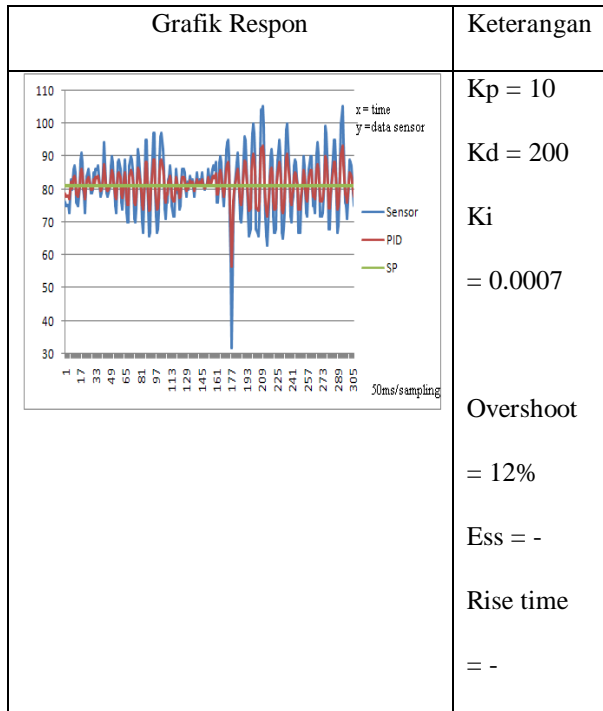 Grafik Respon
Keterangan
110
100
90
80
70
60
50
40
30
x = time
y =data sensor
Sensor
PID
SP
1
17
33
49
65
81
97
113
129
145
161
177
193
209
225
241
257
273
289
305
50ms/sampling
Kp = 10
Kd = 200
Ki
= 0.0007
Overshoot
= 12%
Ess = -
Rise time
= -